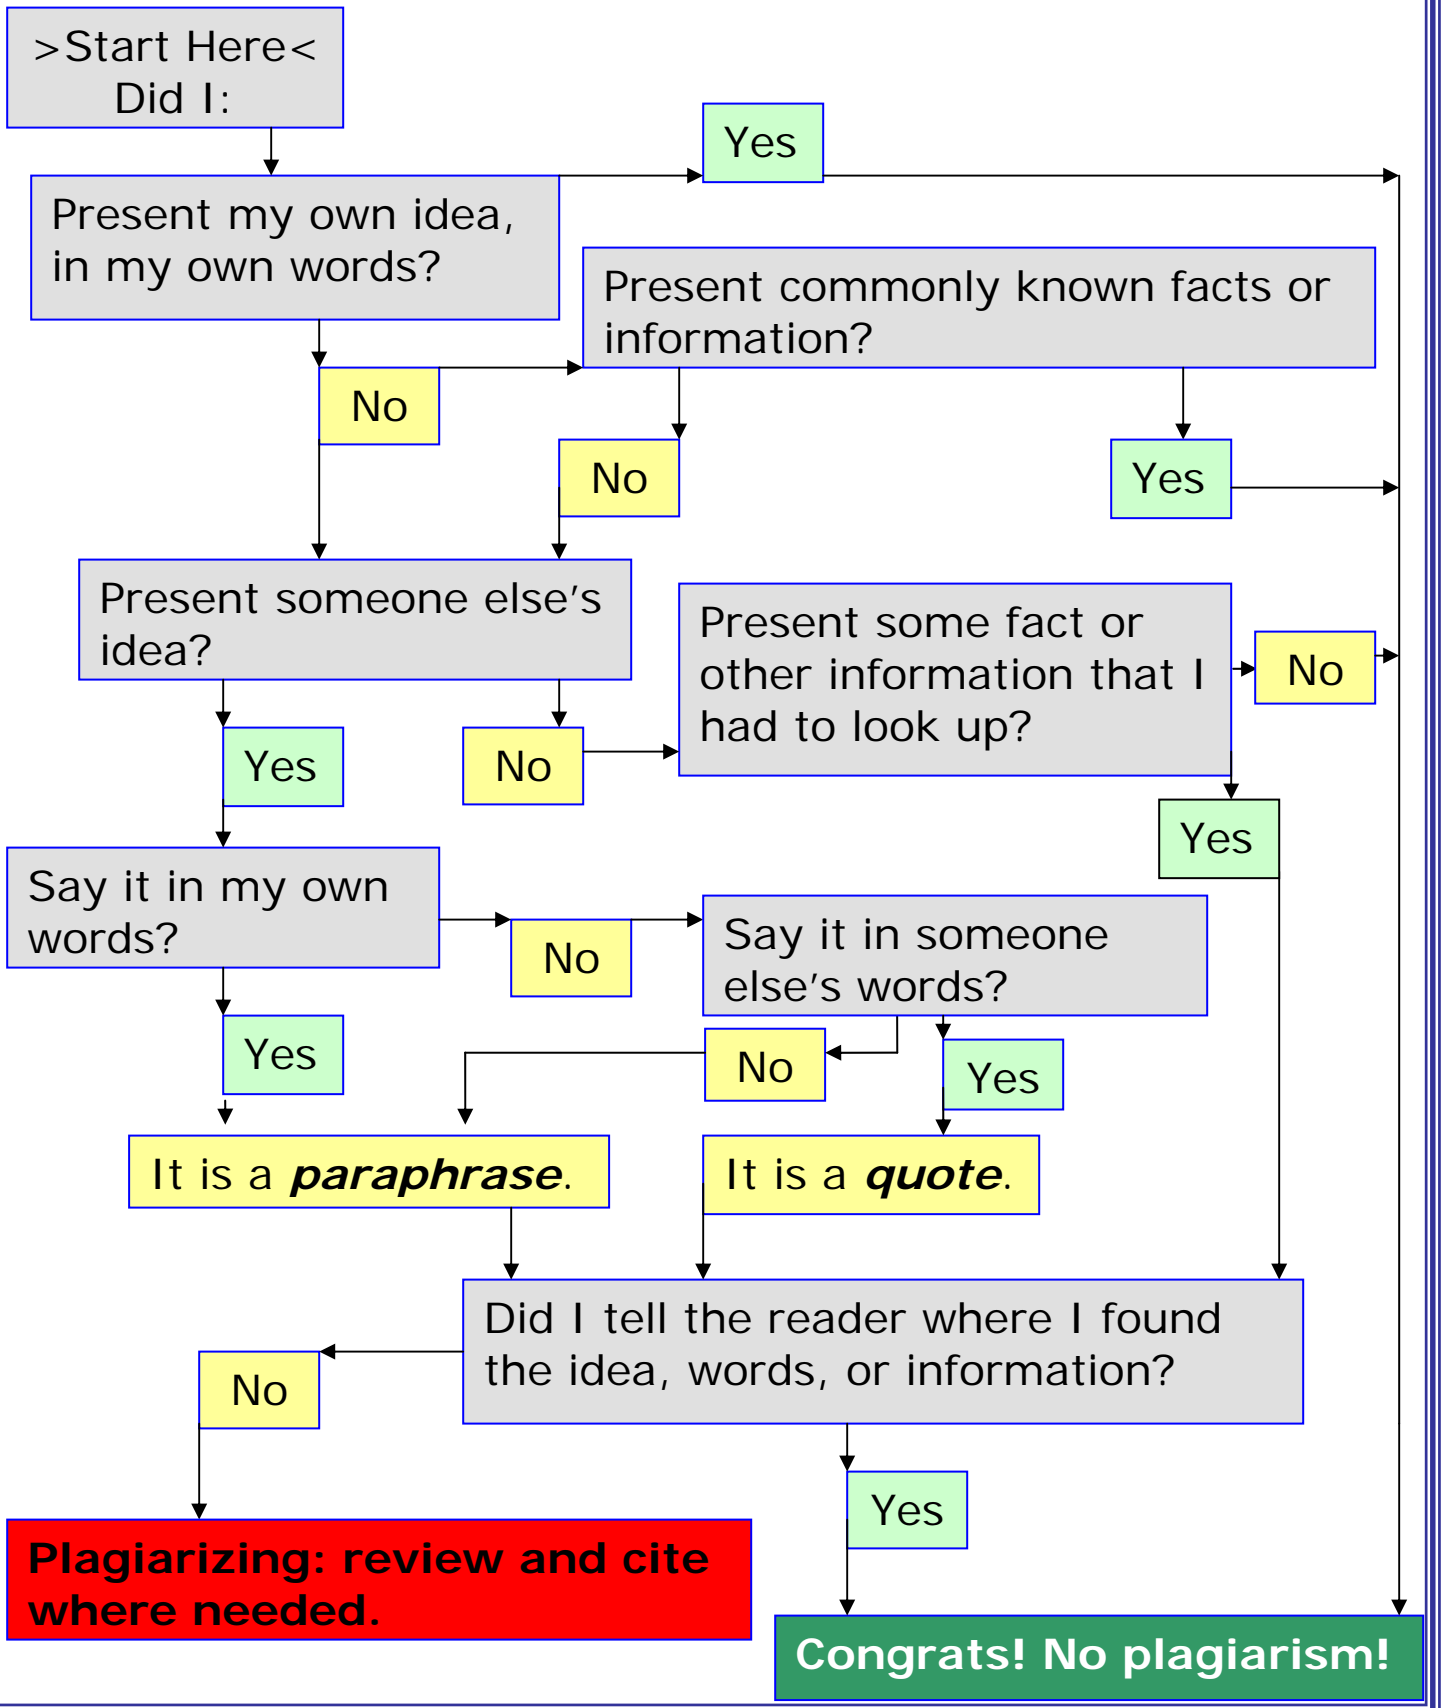 >Start Here<
Did I:
Yes
Present my own idea,
in my own words?
Present commonly known facts or
information?
No
No
Yes
Present someone else’s
idea?
Present some fact or
other information that I
had to look up?
No
Yes
No
Yes
Say it in my own
words?
No
Say it in someone
else’s words?
Yes
No
Yes
It is a paraphrase.
It is a quote.
Did I tell the reader where I found
the idea, words, or information?
No
Yes
Plagiarizing: review and cite
where needed.
Congrats! No plagiarism!